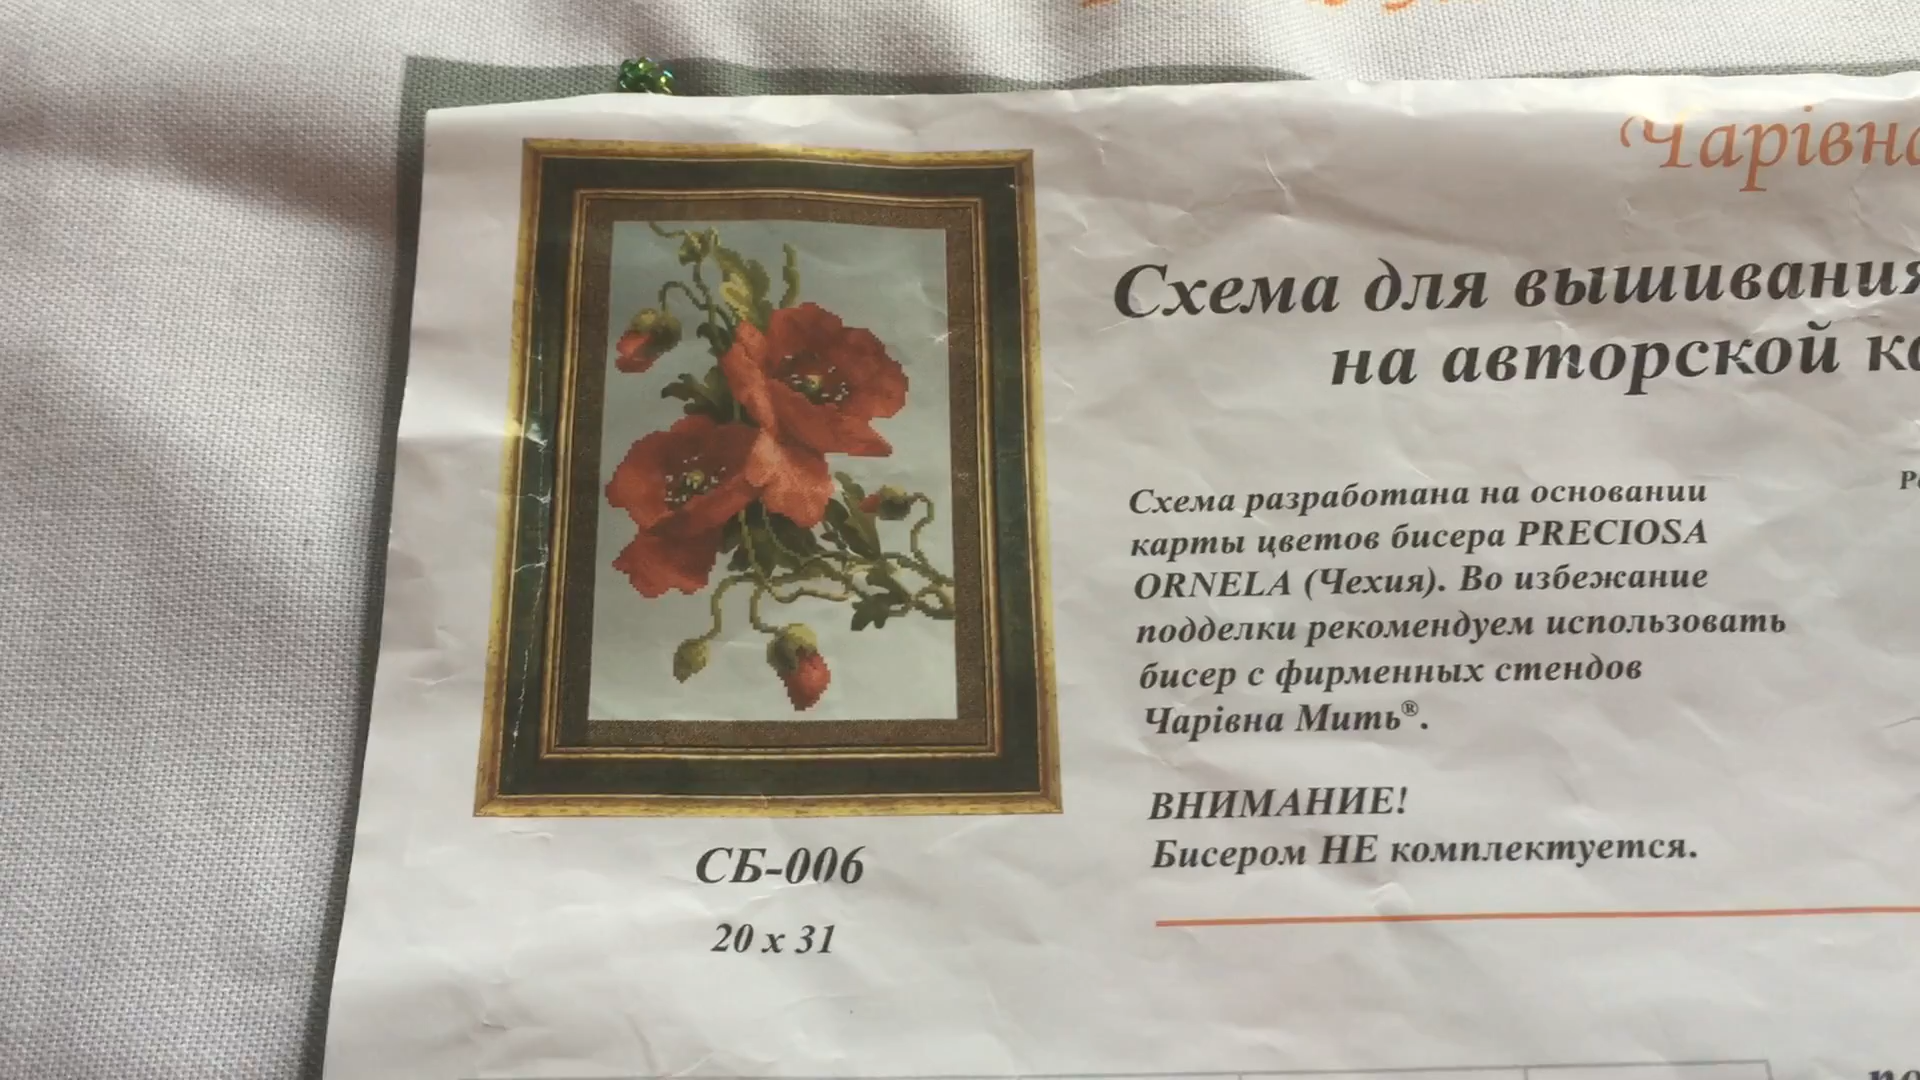 Чарівна
Схема для вышивания
на авторской
Схема разработана на основании
карты цветов бисера PRECIOSA
ORNELA (Чехия). Во избежание
подделки рекомендуем использовать
бисер с фирменных стендов
Чарівна Мить®.
ВНИМАНИЕ!
Бисером НЕ комплектуется.
СБ-006
20 x 31